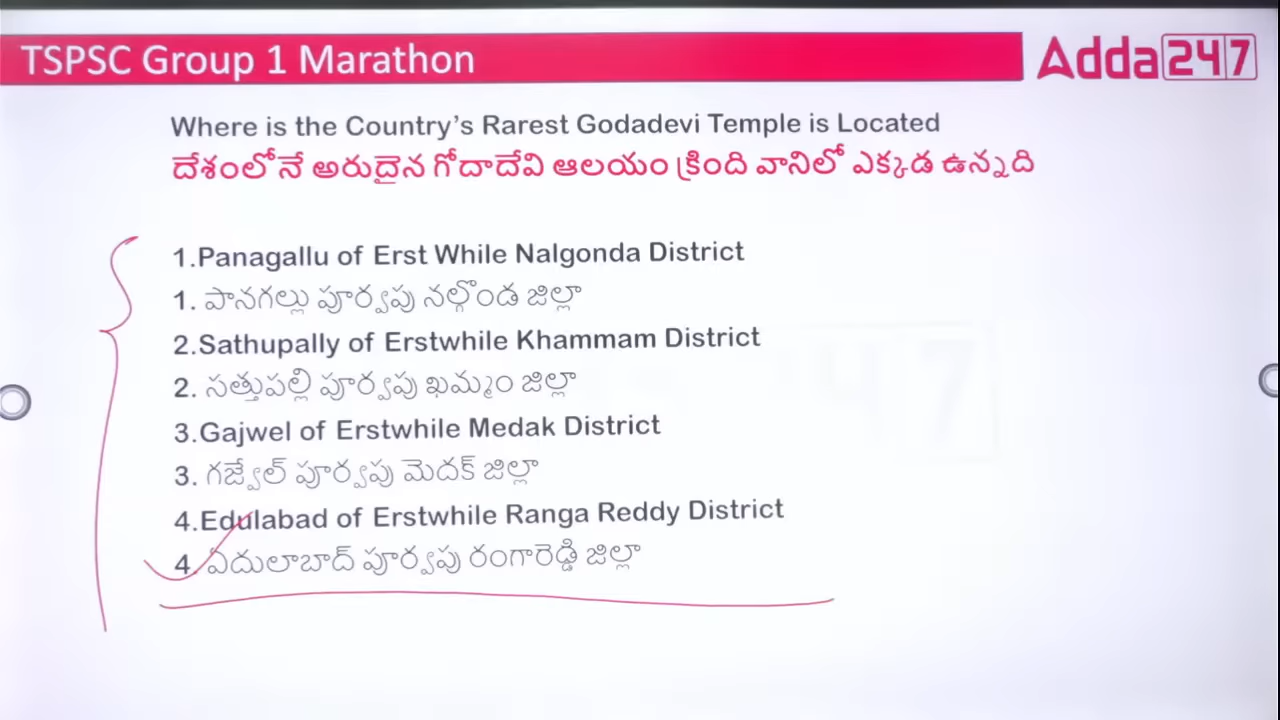 TSPSC Group 1 Marathon
Adda247
Where is the Country's Rarest Godadevi Temple is Located
దేశంలోనే అరుదైన గోదాదేవి ఆలయం క్రింది వానిలో ఎక్కడ ఉన్నది
1.Panagallu of Erst While Nalgonda District
1. పానగల్లు పూర్వపు నల్గొండ జిల్లా
2.Sathupally of Erstwhile Khammam District
2. సత్తుపల్లి పూర్వపు ఖమ్మం జిల్లా
3.Gajwel of Erstwhile Medak District
3. గజ్వేల్ పూర్వపు మెదక్ జిల్లా
4.Edulabad of Erstwhile Ranga Reddy District
4. ఏదులాబాద్ పూర్వపు రంగారెడ్డి జిల్లా